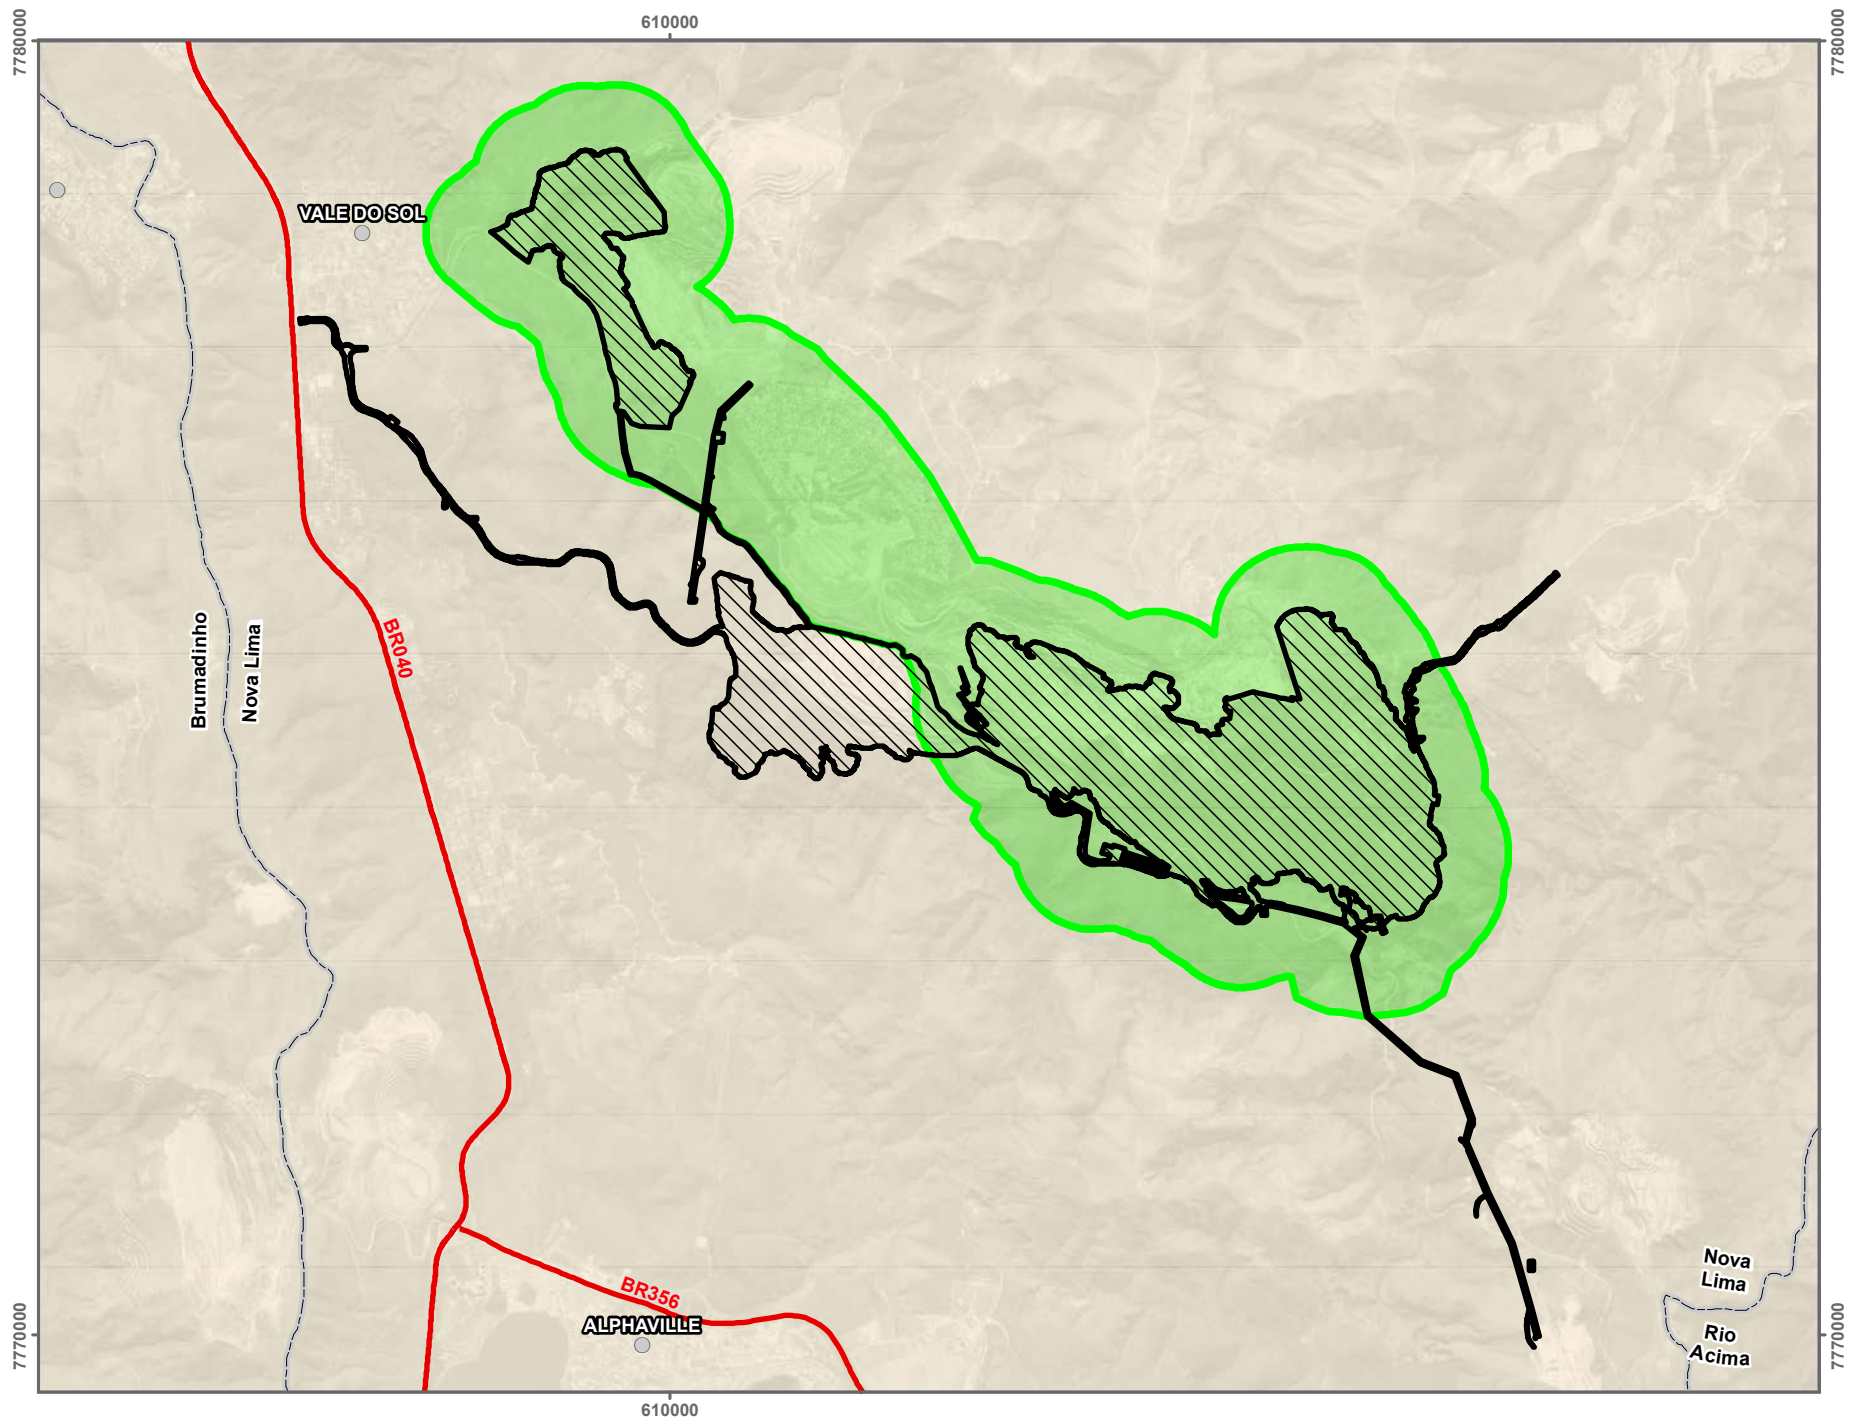 610000
7780000
7780000
VALE DO SOL
BR040
Brumadinho
Nova Lima
Nova
Lima
BR356
ALPHAVILLE
Rio
Acima
7770000
7770000
610000